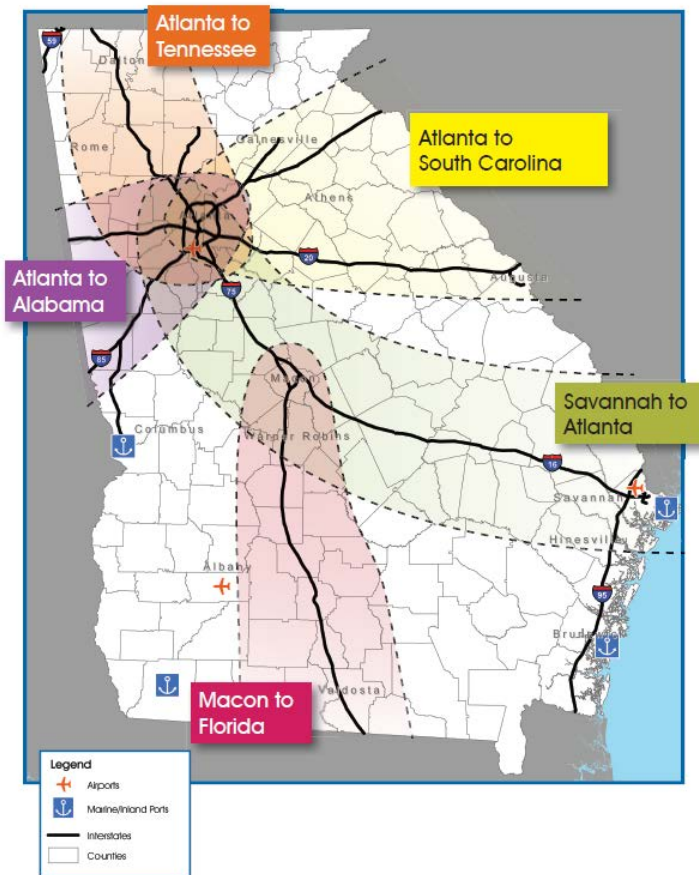 Atlanta to
Tennessee
59
Dalton
Gainesville
Atlanta to
South Carolina
Rome
Athens
20
Augusta
Atlanta to
Alabama
75
85
Macon
Savannah to
Atlanta
Columbus
Warner Robins
16
Savannah
Hinesville
Albany
95
Brunswick
Macon to
Florida
Valdosta
Legend
Airports
Marine/Inland Ports
Interstates
Counties